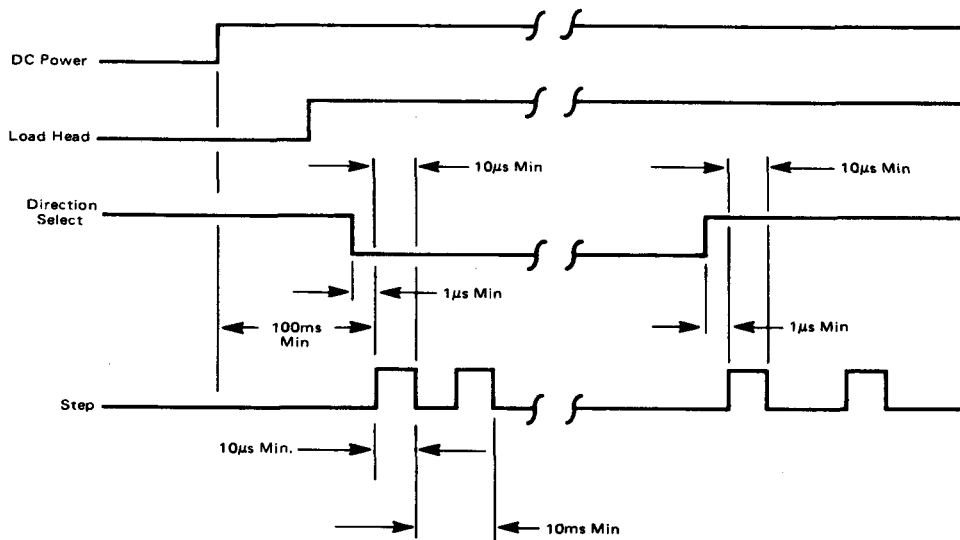 DC Power
Load Head
10μs Min
10μs Min
Direction
Select
1μs Min
100ms
Min
1μs Min
Step
10μs Min.
10ms Min